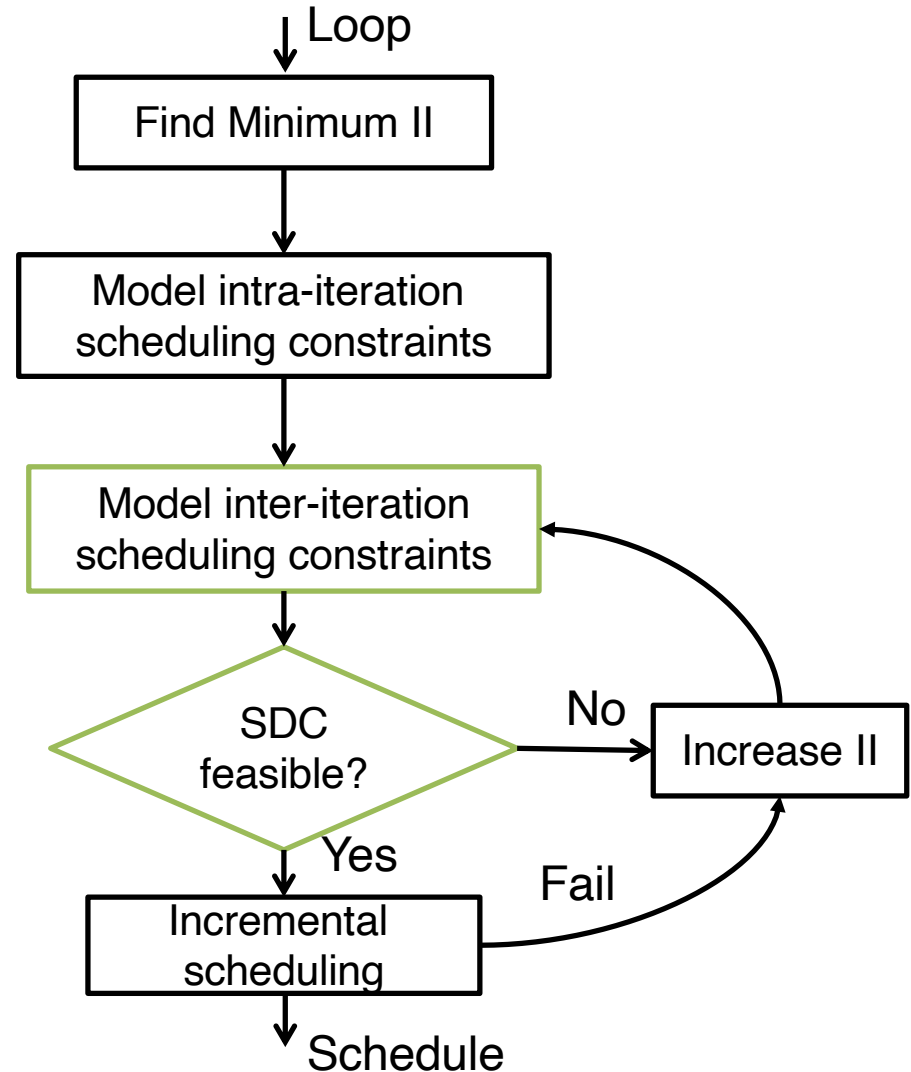 Loop
Find Minimum II
Model intra-iteration
scheduling constraints
Model inter-iteration
scheduling constraints
SDC
feasible?
No
Increase II
Yes
Fail
Incremental
scheduling
Schedule